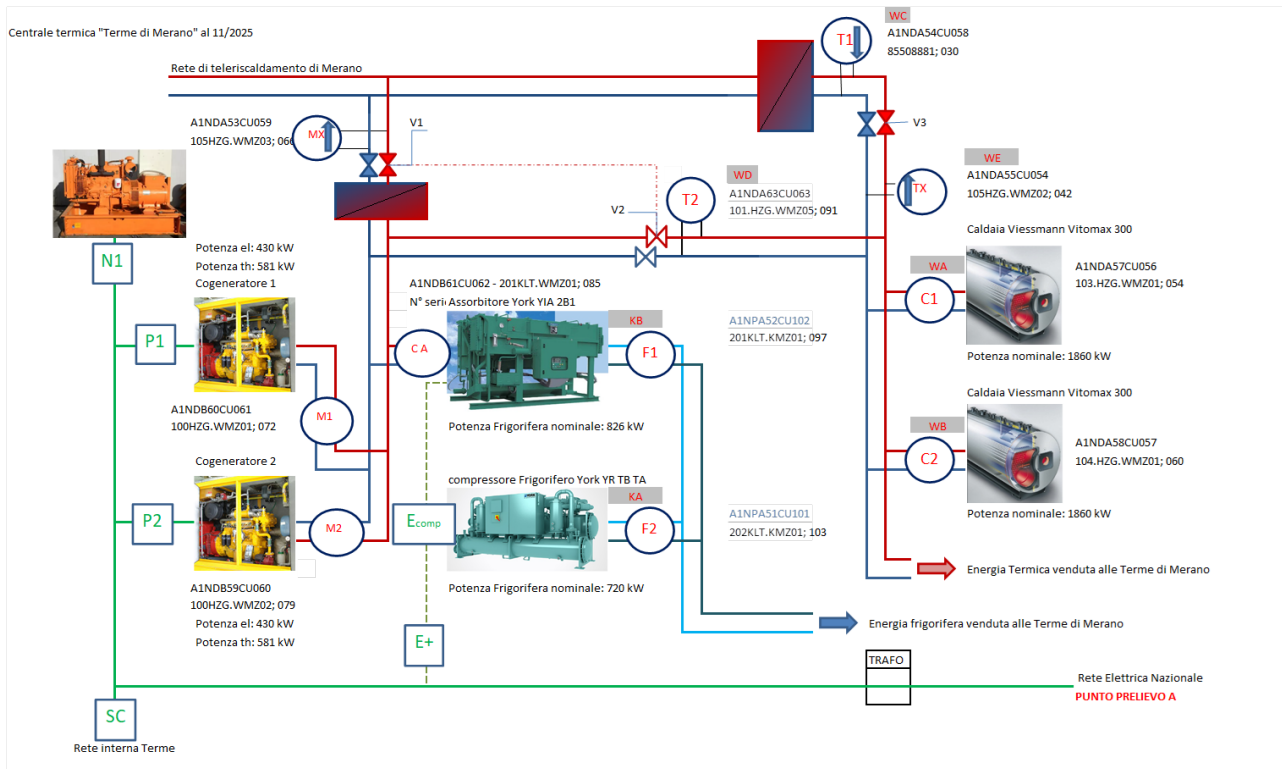 Centrale termica "Terme di Merano" al 11/2025
WC
T1
A1NDA54CU058
85508881; 030
Rete di teleriscaldamento di Merano
A1NDA53CU059
105HZG.WMZ03; 066
MX
V1
V3
WD
A1NDA63CU063
101.HZG.WMZ05; 091
T2
V2
WE
A1NDA55CU054
105HZG.WMZ02; 042
TX
N1
Potenza el: 430 kW
Potenza th: 581 kW
Cogeneratore 1
A1NDB61CU062 - 201KLT.WMZ01; 085
N° seri Assorbitore York YIA 2B1
Caldaia Viessmann Vitomax 300
WA
C1
A1NDA57CU056
103.HZG.WMZ01; 054
Potenza nominale: 1860 kW
P1
C A
KB
F1
A1NPA52CU102
201KLT.KMZ01; 097
A1NDB60CU061
100HZG.WMZ01; 072
M1
Potenza Frigorifera nominale: 826 kW
Caldaia Viessmann Vitomax 300
WB
C2
A1NDA58CU057
104.HZG.WMZ01; 060
Potenza nominale: 1860 kW
Cogeneratore 2
compressore Frigorifero York YR TB TA
P2
M2
Ecomp
KA
F2
A1NPA51CU101
202KLT.KMZ01; 103
A1NDB59CU060
100HZG.WMZ02; 079
Potenza el: 430 kW
Potenza th: 581 kW
Potenza Frigorifera nominale: 720 kW
Energia Termica venduta alle Terme di Merano
Energia frigorifera venduta alle Terme di Merano
E+
TRAFO
Rete Elettrica Nazionale
PUNTO PRELIEVO A
SC
Rete interna Terme